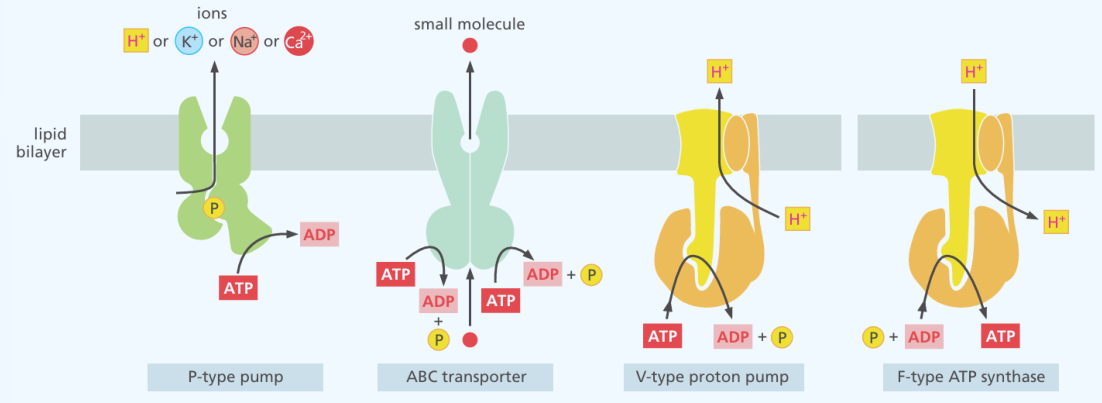 ions
H⁺ or K⁺ or Na⁺ or Ca²⁺
lipid
bilayer
P
ADP
ATP
P-type pump
small molecule
ATP
ADP
+
P
ATP
ADP + P
ABC transporter
H⁺
H⁺
ATP
ADP + P
V-type proton pump
H⁺
H⁺
P + ADP
ATP
F-type ATP synthase